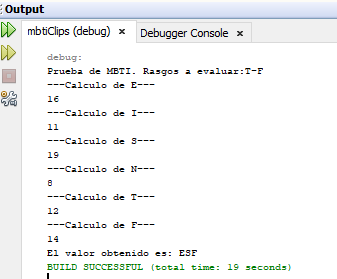 Output
mbtiClips (debug) × Debugger Console ×
debug:
Prueba de MBTI. Rasgos a evaluar:T-F
---Calculo de E---
16
---Calculo de I---
11
---Calculo de S---
19
---Calculo de N---
8
---Calculo de T---
12
---Calculo de F---
14
El valor obtenido es: ESF
BUILD SUCCESSFUL (total time: 19 seconds)